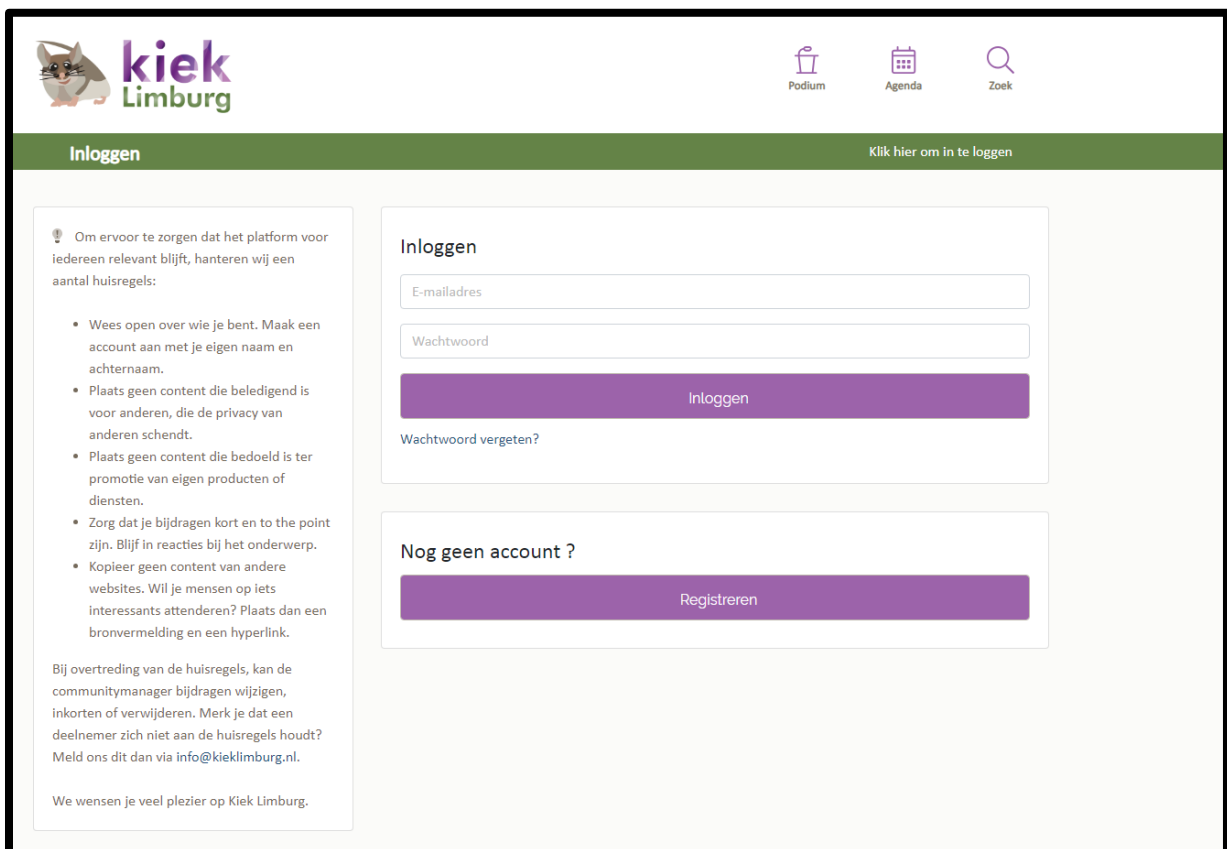 kiek
Limburg
Podium
Agenda
Zoek
Inloggen
Klik hier om in te loggen
Om ervoor te zorgen dat het platform voor
iedereen relevant blijft, hanteren wij een
aantal huisregels:
• Wees open over wie je bent. Maak een
account aan met je eigen naam en
achternaam.
• Plaats geen content die beledigend is
voor anderen, die de privacy van
anderen schendt.
• Plaats geen content die bedoeld is ter
promotie van eigen producten of
diensten.
• Zorg dat je bijdragen kort en to the point
zijn. Blijf in reacties bij het onderwerp.
• Kopieer geen content van andere
websites. Wil je mensen op iets
interessants attenderen? Plaats dan een
bronvermelding en een hyperlink.
Bij overtreding van de huisregels, kan de
communitymanager bijdragen wijzigen,
inkorten of verwijderen. Merk je dat een
deelnemer zich niet aan de huisregels houdt?
Meld ons dit dan via info@kieklimburg.nl.
We wensen je veel plezier op Kiek Limburg.
Inloggen
E-mailadres
Wachtwoord
Inloggen
Wachtwoord vergeten?
Nog geen account ?
Registreren